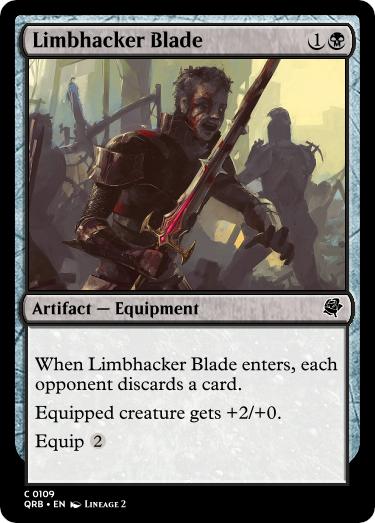 Limbhacker Blade 1
Artifact — Equipment
When Limbhacker Blade enters, each
opponent discards a card.
Equipped creature gets +2/+0.
Equip 2
C 0109
QRB • EN Lineage 2